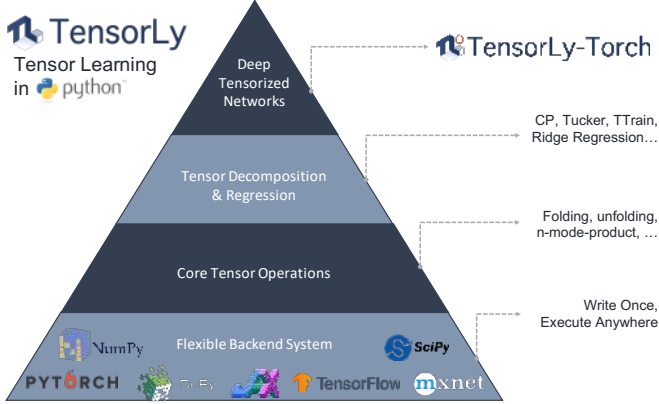 TensorLy
Tensor Learning
in python
Deep
Tensorized
Networks
TensorLy-Torch
CP, Tucker, TTrain,
Ridge Regression…
Tensor Decomposition
& Regression
Folding, unfolding,
n-mode-product, …
Core Tensor Operations
Write Once,
Execute Anywhere
NumPy
Flexible Backend System
SciPy
PYTORCH
TensorFlow
mxnet